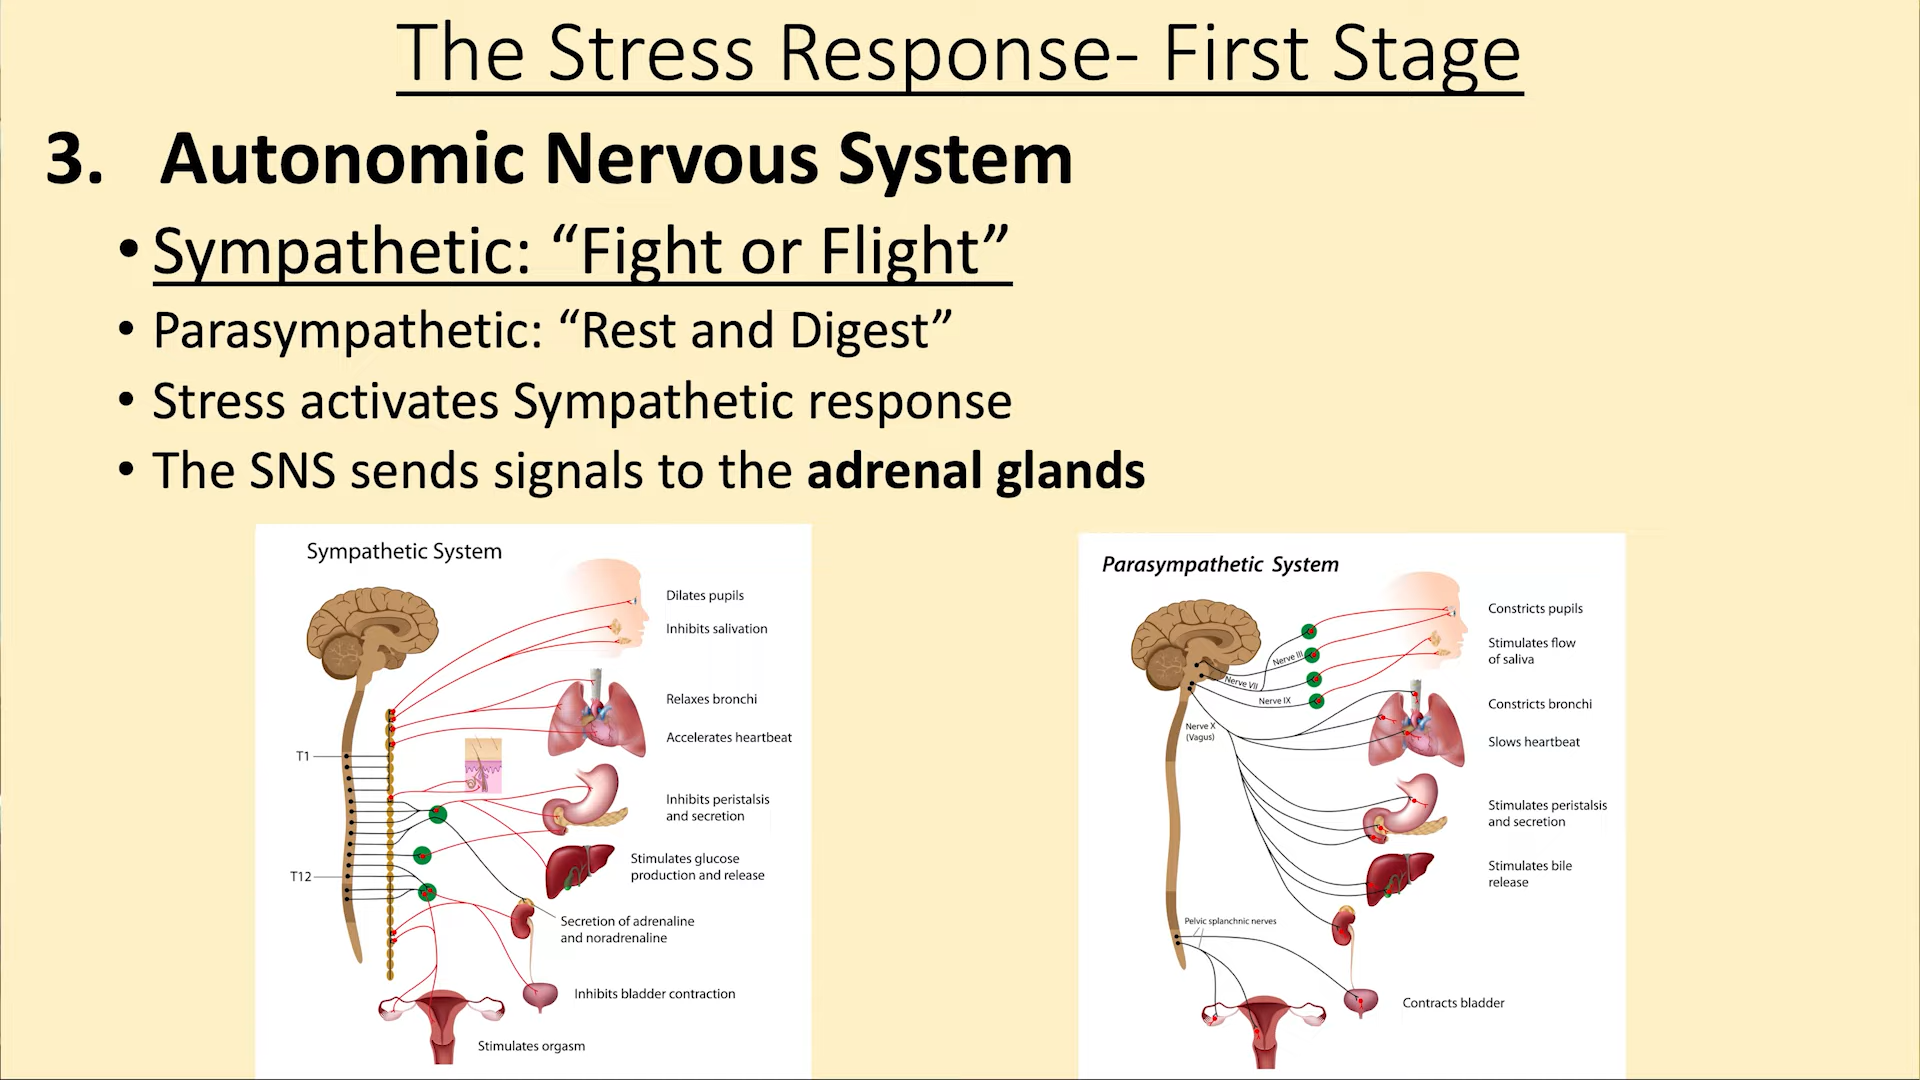 The Stress Response- First Stage
3. Autonomic Nervous System
• Sympathetic: “Fight or Flight”
• Parasympathetic: “Rest and Digest”
• Stress activates Sympathetic response
• The SNS sends signals to the adrenal glands
Sympathetic System
Dilates pupils
Inhibits salivation
Relaxes bronchi
Accelerates heartbeat
T1
Inhibits peristalsis
and secretion
Stimulates glucose
production and release
T12
Secretion of adrenaline
and noradrenaline
Inhibits bladder contraction
Stimulates orgasm
Parasympathetic System
Constricts pupils
Stimulates flow
of saliva
Nerve III
Nerve VII
Nerve IX
Constricts bronchi
Nerve X
(Vagus)
Slows heartbeat
Stimulates peristalsis
and secretion
Stimulates bile
release
Pelvic splanchnic nerves
Contracts bladder